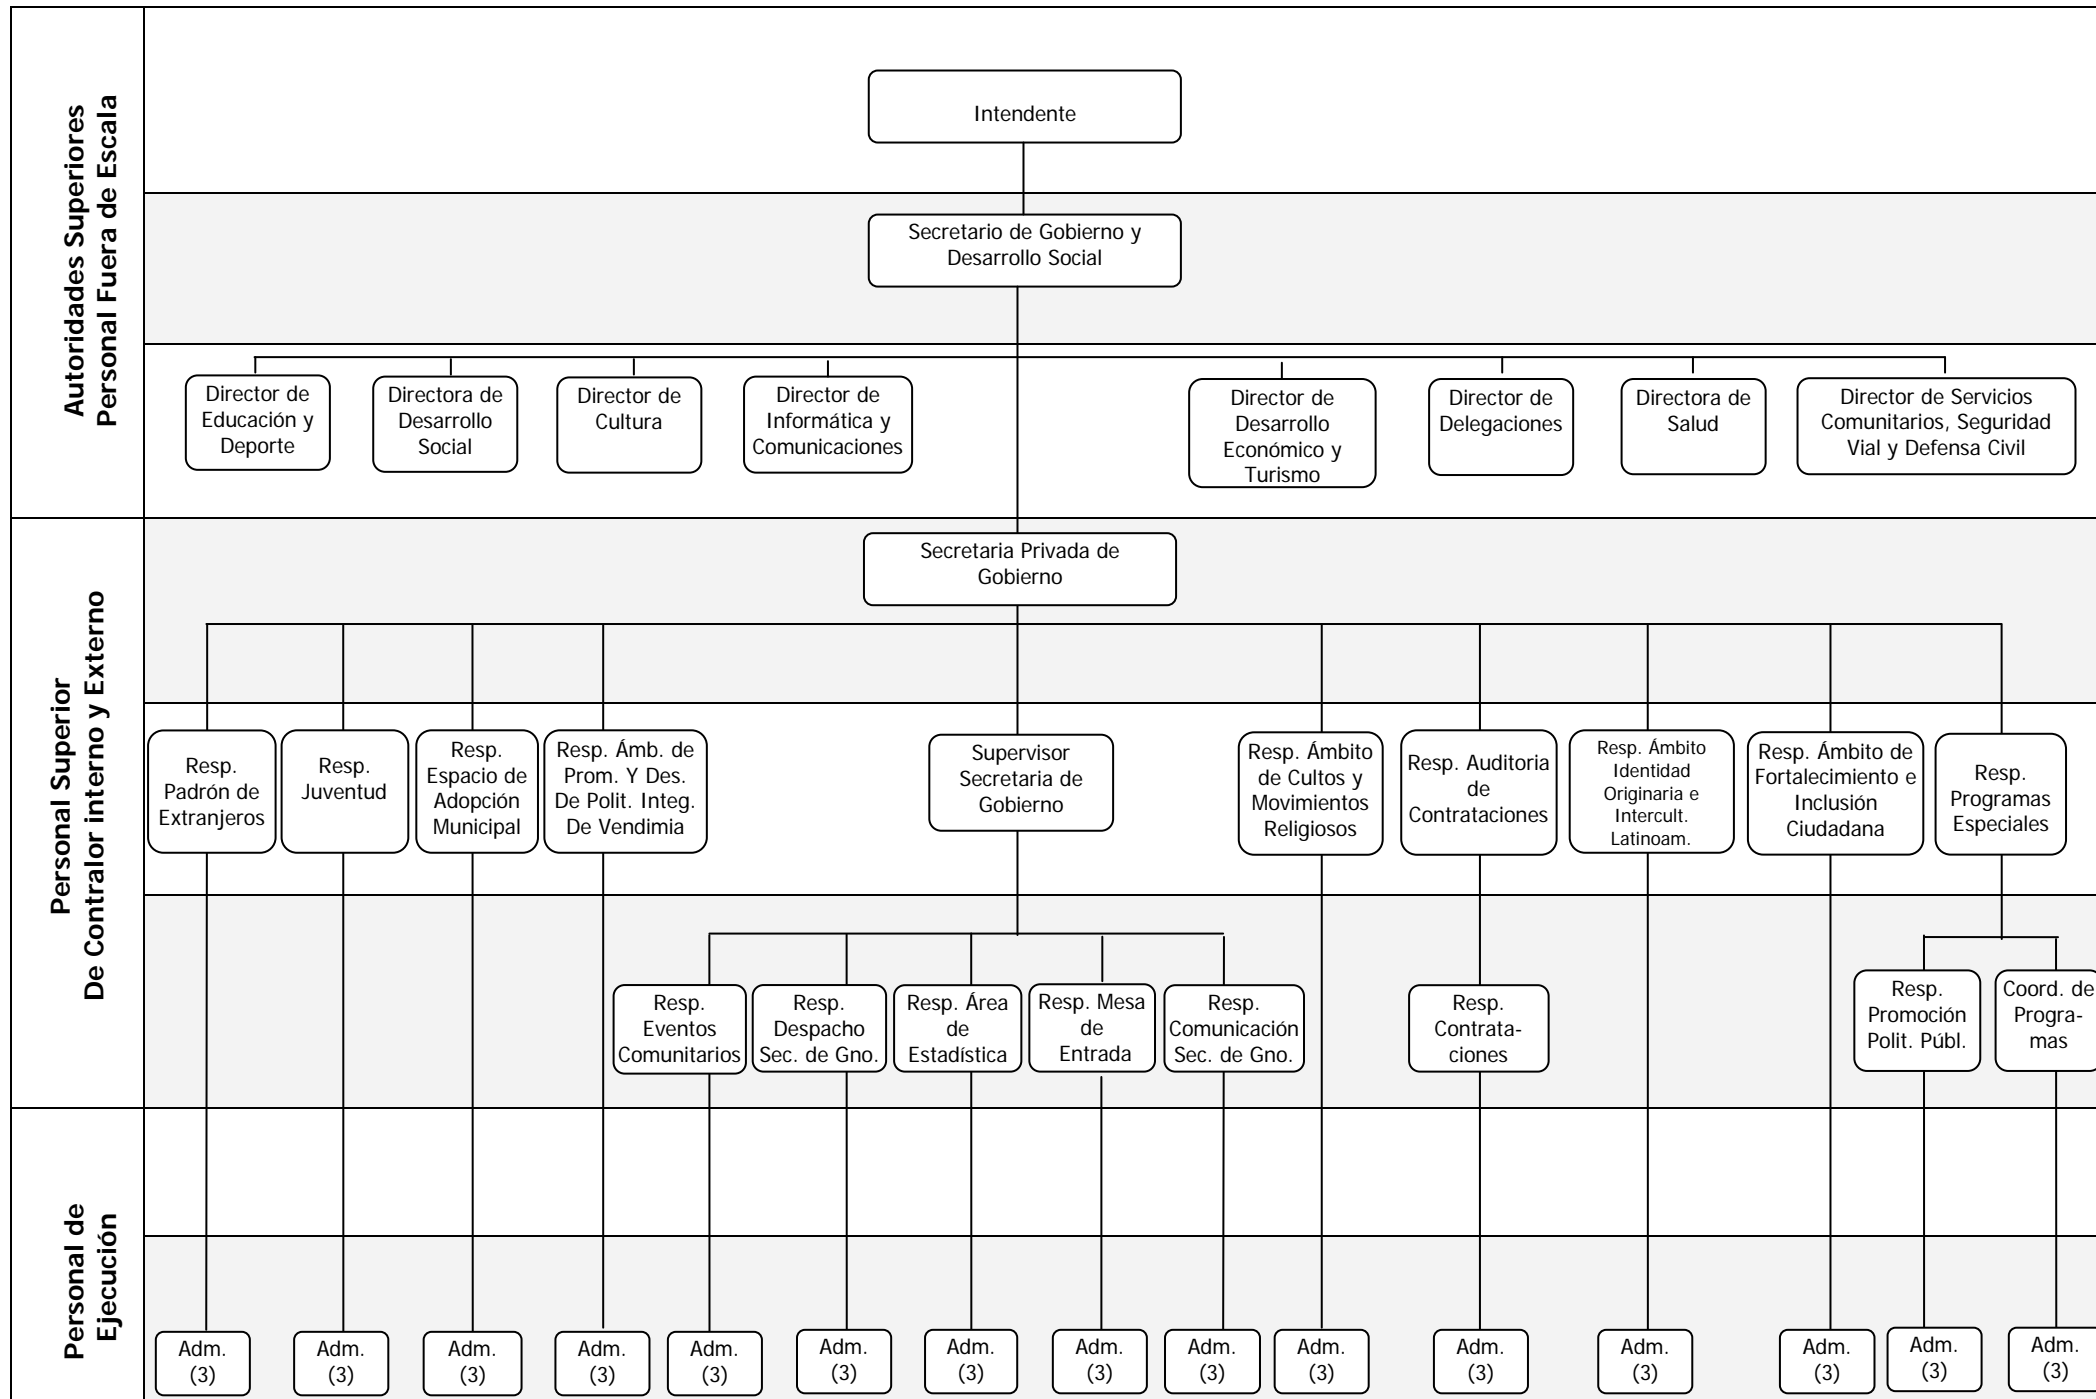 Autoridades Superiores
Personal Fuera de Escala
Intendente
Secretario de Gobierno y
Desarrollo Social
Director de
Educación y
Deporte
Directora de
Desarrollo
Social
Director de
Cultura
Director de
Informática y
Comunicaciones
Director de
Desarrollo
Económico y
Turismo
Director de
Delegaciones
Directora de
Salud
Director de Servicios
Comunitarios, Seguridad
Vial y Defensa Civil
Personal Superior
De Contralor interno y Externo
Secretaria Privada de
Gobierno
Resp.
Padrón de
Extranjeros
Resp.
Juventud
Resp.
Espacio de
Adopción
Municipal
Resp. Ámb. de
Prom. Y Des.
De Polit. Integ.
De Vendimia
Supervisor
Secretaria de
Gobierno
Resp. Ámbito
de Cultos y
Movimientos
Religiosos
Resp. Auditoria
de
Contrataciones
Resp. Ámbito
Identidad
Originaria e
Intercult.
Latinoam.
Resp. Ámbito de
Fortalecimiento e
Inclusión
Ciudadana
Resp.
Programas
Especiales
Resp.
Eventos
Comunitarios
Resp.
Despacho
Sec. de Gno.
Resp. Área
de
Estadística
Resp. Mesa
de
Entrada
Resp.
Comunicación
Sec. de Gno.
Resp.
Contrata-
ciones
Resp.
Promoción
Polit. Públ.
Coord. de
Progra-
mas
Personal de
Ejecución
Adm.
(3)
Adm.
(3)
Adm.
(3)
Adm.
(3)
Adm.
(3)
Adm.
(3)
Adm.
(3)
Adm.
(3)
Adm.
(3)
Adm.
(3)
Adm.
(3)
Adm.
(3)
Adm.
(3)
Adm.
(3)
Adm.
(3)